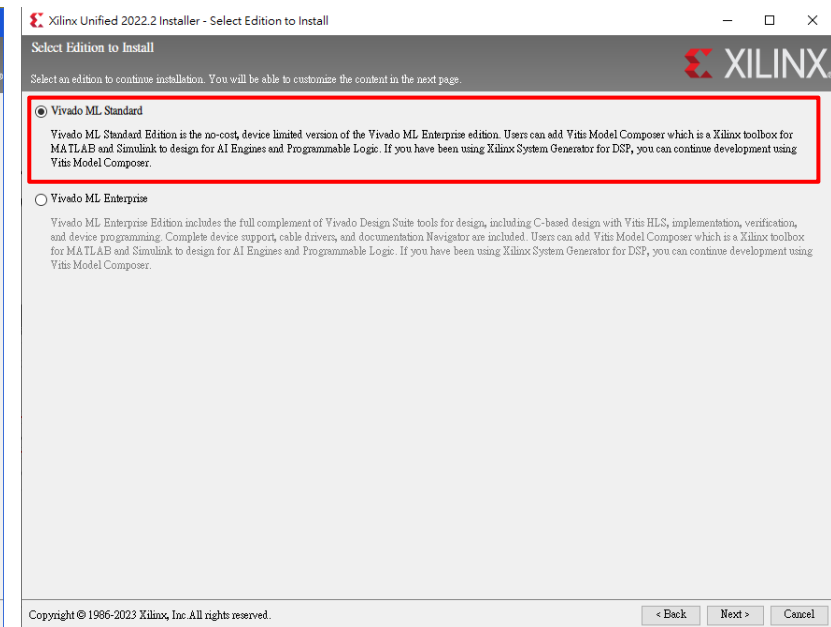 Xilinx Unified 2022.2 Installer - Select Edition to Install
Select Edition to Install
XILINX
Select an edition to continue installation. You will be able to customize the content in the next page.
Vivado ML Standard
Vivado ML Standard Edition is the no-cost, device limited version of the Vivado ML Enterprise edition. Users can add Vitis Model Composer which is a Xilinx toolbox for
MATLAB and Simulink to design for AI Engines and Programmable Logic. If you have been using Xilinx System Generator for DSP, you can continue development using
Vitis Model Composer.
Vivado ML Enterprise
Vivado ML Enterprise Edition includes the full complement of Vivado Design Suite tools for design, including C-based design with Vitis HLS, implementation, verification,
and device programming. Complete device support, cable drivers, and documentation Navigator are included. Users can add Vitis Model Composer which is a Xilinx toolbox
for MATLAB and Simulink to design for AI Engines and Programmable Logic. If you have been using Xilinx System Generator for DSP, you can continue development using
Vitis Model Composer.
Copyright © 1986-2023 Xilinx, Inc.All rights reserved.
< Back
Next >
Cancel